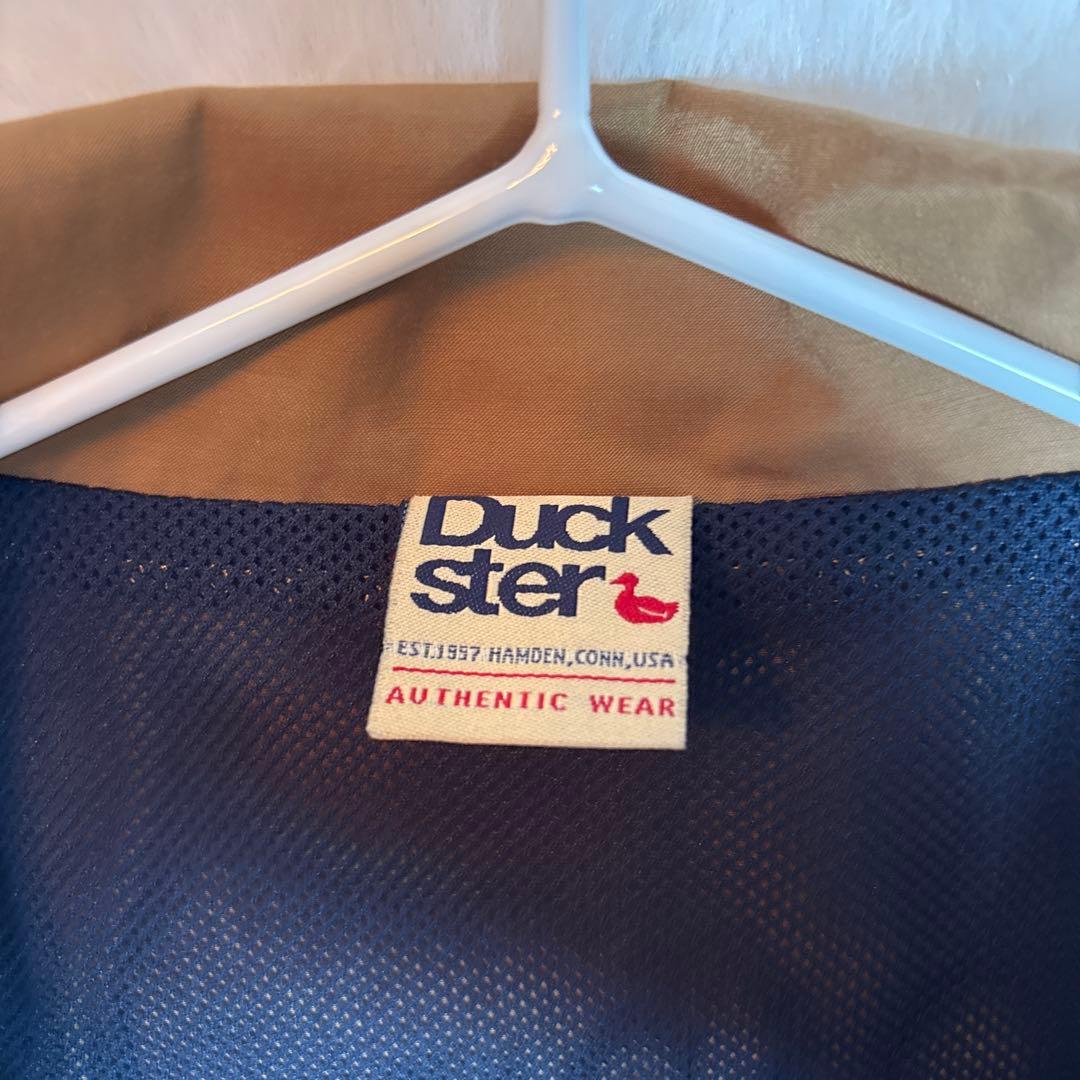 Duck
ster
EST.1997 HAMDEN,CONN,USA
AUTHENTIC WEAR